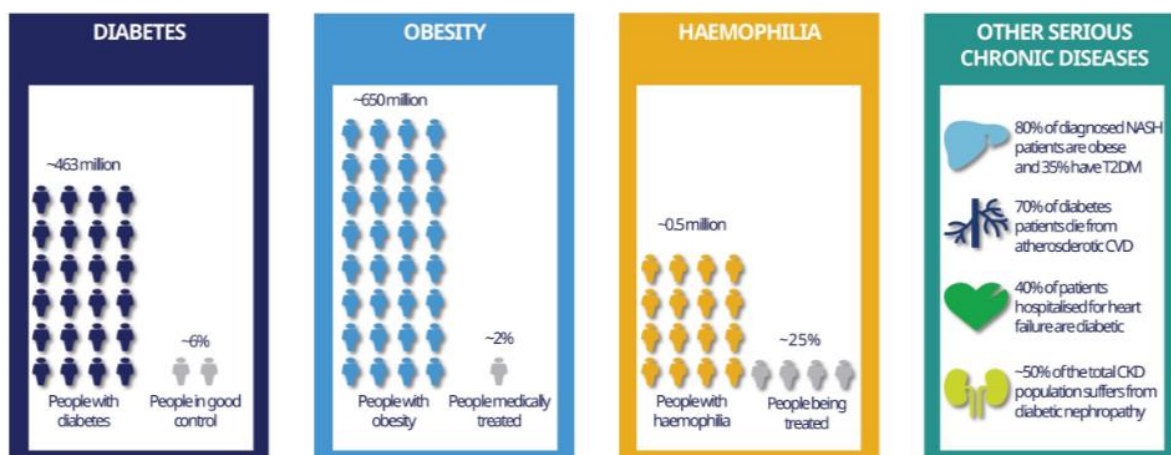 DIABETES
~463 million
~6%
People with
diabetes
People in good
control
OBESITY
~650 million
~2%
People with
obesity
People medically
treated
HAEMOPHILIA
~0.5 million
~25%
People with
haemophilia
People being
treated
OTHER SERIOUS
CHRONIC DISEASES
80% of diagnosed NASH
patients are obese
and 35% have T2DM
70% of diabetes
patients die from
atherosclerotic CVD
40% of patients
hospitalised for heart
failure are diabetic
~50% of the total CKD
population suffers from
diabetic nephropathy